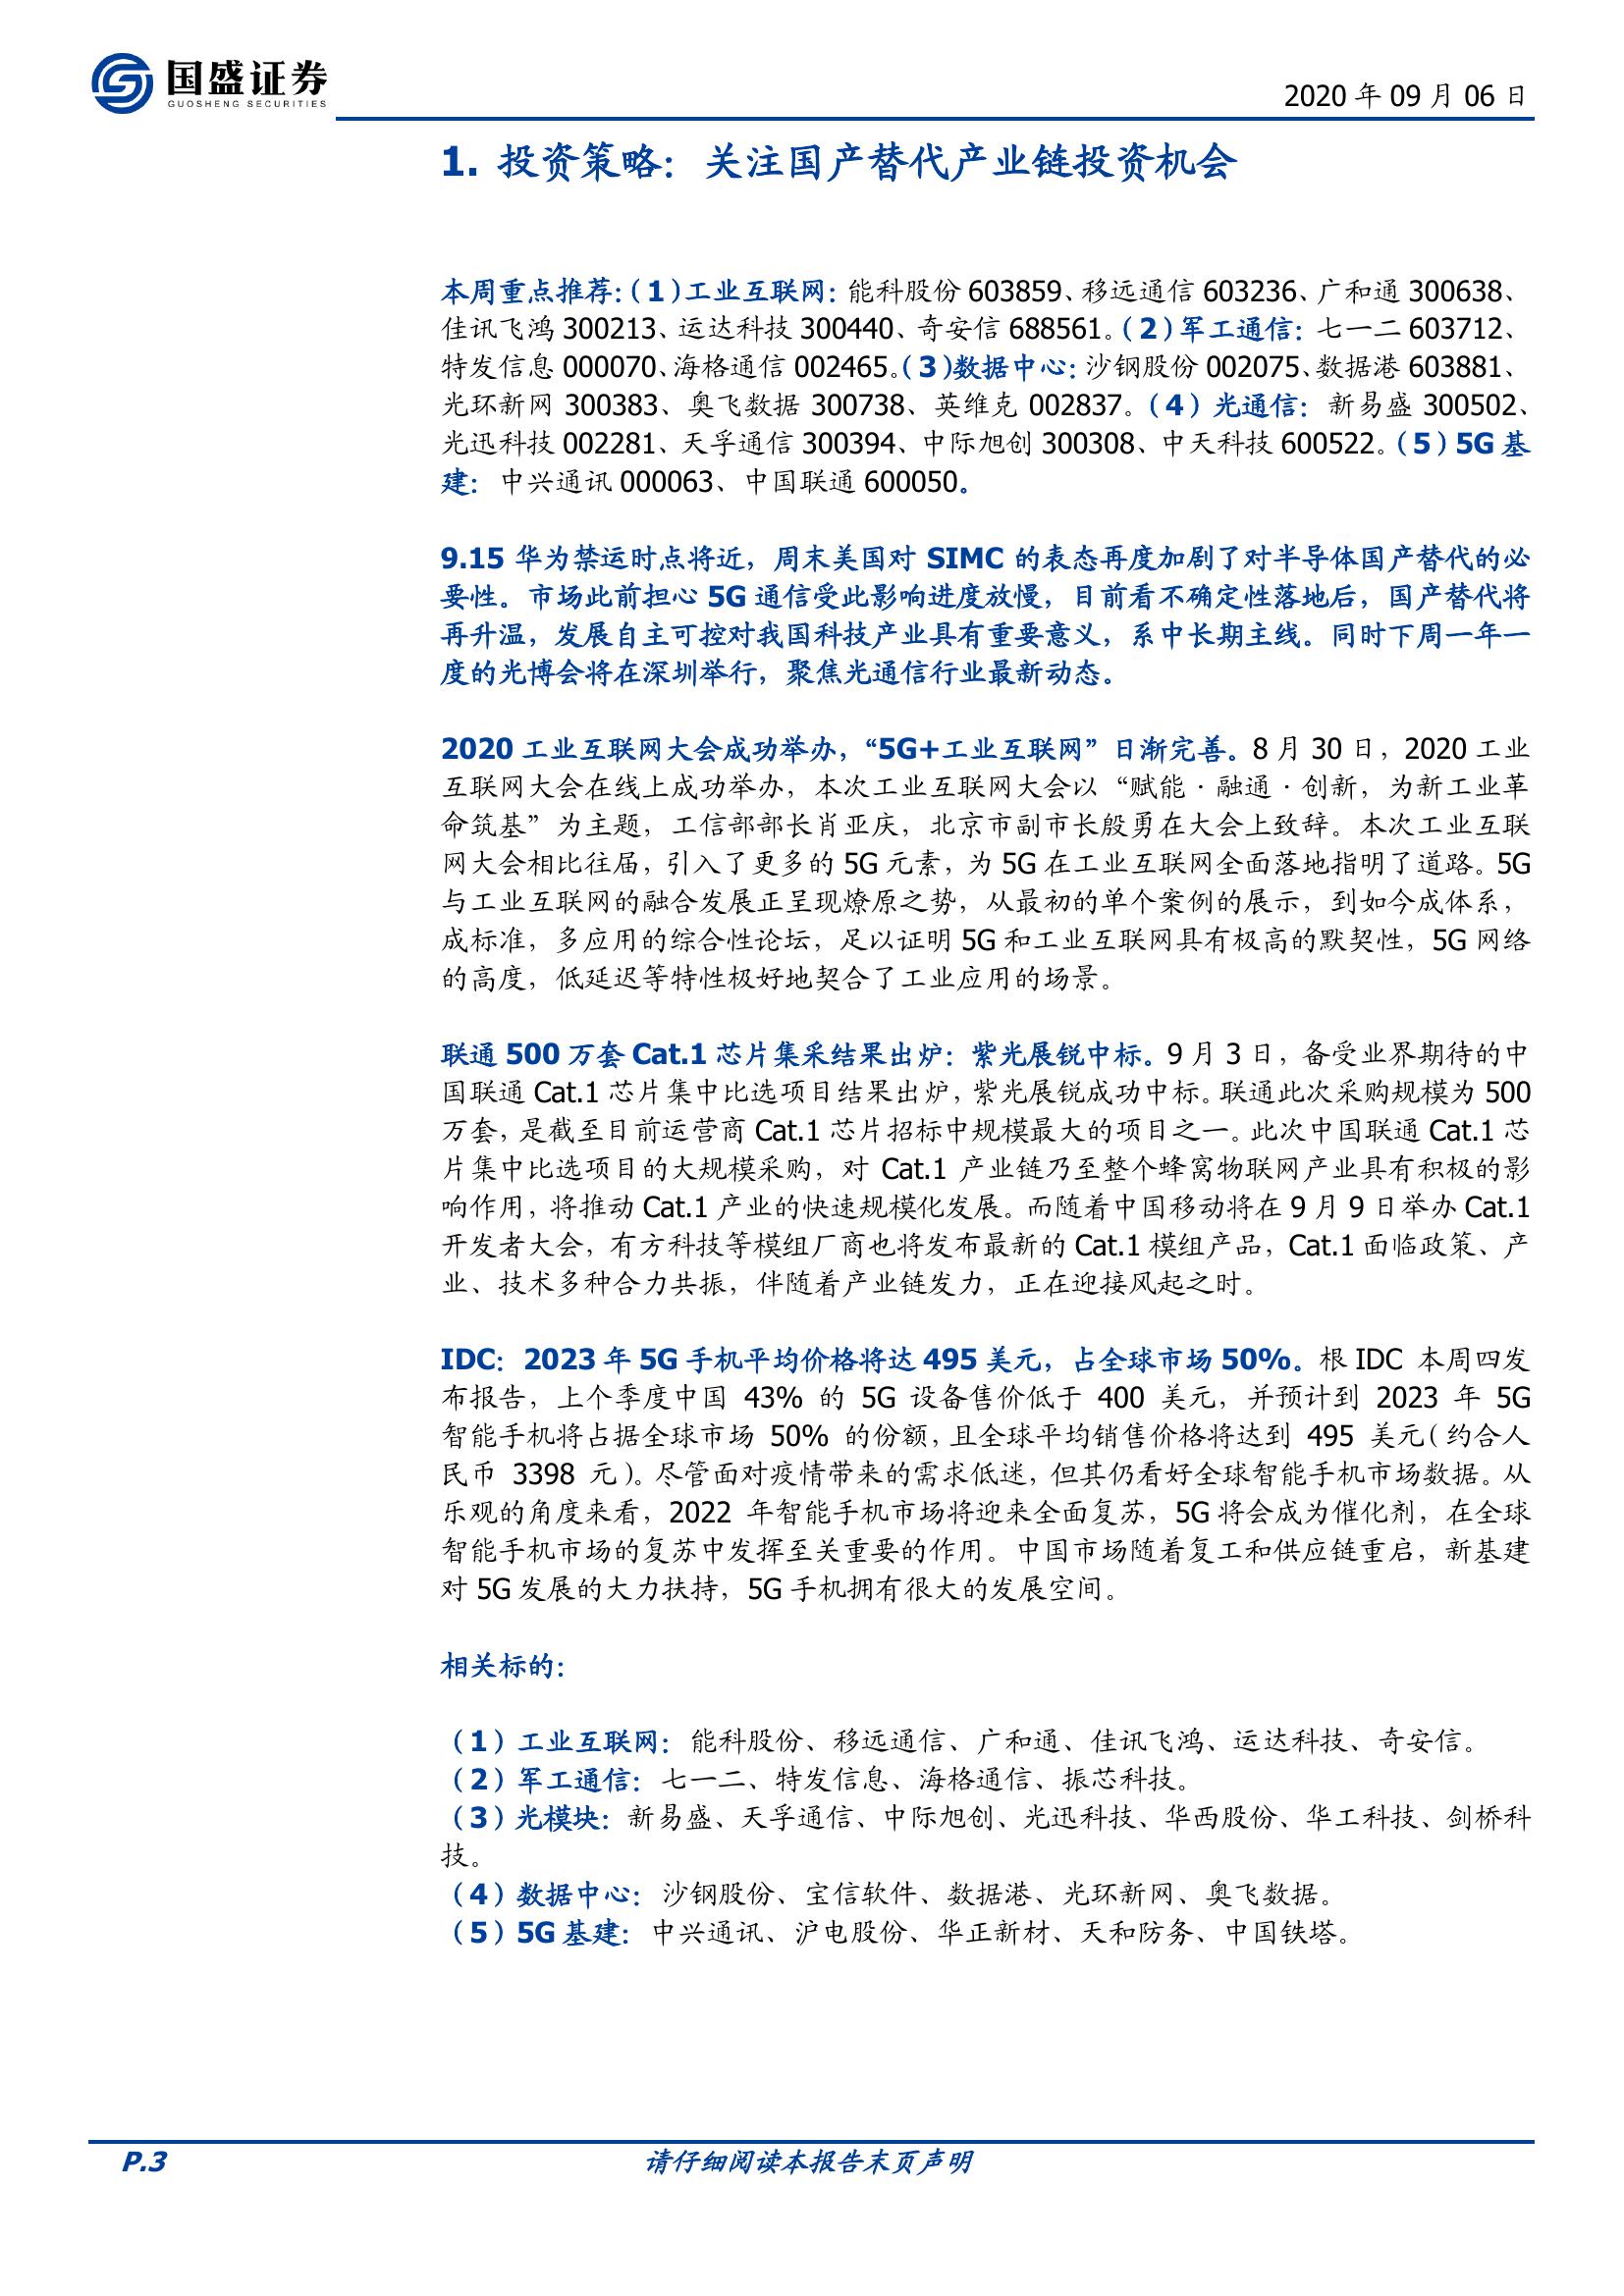 国盛证券
GUOSHENG SECURITIES
2020 年 09 月 06 日
1. 投资策略：关注国产替代产业链投资机会
本周重点推荐：（1）工业互联网：能科股份 603859、移远通信 603236、广和通 300638、
佳讯飞鸿 300213、运达科技 300440、奇安信 688561。（2）军工通信：七一二 603712、
特发信息 000070、海格通信 002465。（3）数据中心：沙钢股份 002075、数据港 603881、
光环新网 300383、奥飞数据 300738、英维克 002837。（4）光通信：新易盛 300502、
光迅科技 002281、天孚通信 300394、中际旭创 300308、中天科技 600522。（5）5G 基
建：中兴通讯 000063、中国联通 600050。
9.15 华为禁运时点将近，周末美国对 SIMC 的表态再度加剧了对半导体国产替代的必
要性。市场此前担心 5G 通信受此影响进度放慢，目前看不确定性落地后，国产替代将
再升温，发展自主可控对我国科技产业具有重要意义，系中长期主线。同时下周一年一
度的光博会将在深圳举行，聚焦光通信行业最新动态。
2020 工业互联网大会成功举办，“5G+工业互联网”日渐完善。8 月 30 日，2020 工业
互联网大会在线上成功举办，本次工业互联网大会以“赋能·融通·创新，为新工业革
命筑基”为主题，工信部部长肖亚庆，北京市副市长殷勇在大会上致辞。本次工业互联
网大会相比往届，引入了更多的 5G 元素，为 5G 在工业互联网全面落地指明了道路。5G
与工业互联网的融合发展正呈现燎原之势，从最初的单个案例的展示，到如今成体系，
成标准，多应用的综合性论坛，足以证明 5G 和工业互联网具有极高的默契性，5G 网络
的高度，低延迟等特性极好地契合了工业应用的场景。
联通 500 万套 Cat.1 芯片集采结果出炉：紫光展锐中标。9 月 3 日，备受业界期待的中
国联通 Cat.1 芯片集中比选项目结果出炉，紫光展锐成功中标。联通此次采购规模为 500
万套，是截至目前运营商 Cat.1 芯片招标中规模最大的项目之一。此次中国联通 Cat.1 芯
片集中比选项目的大规模采购，对 Cat.1 产业链乃至整个蜂窝物联网产业具有积极的影
响作用，将推动 Cat.1 产业的快速规模化发展。而随着中国移动将在 9 月 9 日举办 Cat.1
开发者大会，有方科技等模组厂商也将发布最新的 Cat.1 模组产品，Cat.1 面临政策、产
业、技术多种合力共振，伴随着产业链发力，正在迎接风起之时。
IDC：2023 年 5G 手机平均价格将达 495 美元，占全球市场 50%。根 IDC 本周四发
布报告，上个季度中国 43% 的 5G 设备售价低于 400 美元，并预计到 2023 年 5G
智能手机将占据全球市场 50% 的份额，且全球平均销售价格将达到 495 美元（约合人
民币 3398 元）。尽管面对疫情带来的需求低迷，但其仍看好全球智能手机市场数据。从
乐观的角度来看，2022 年智能手机市场将迎来全面复苏，5G 将会成为催化剂，在全球
智能手机市场的复苏中发挥至关重要的作用。中国市场随着复工和供应链重启，新基建
对 5G 发展的大力扶持，5G 手机拥有很大的发展空间。
相关标的：
（1）工业互联网：能科股份、移远通信、广和通、佳讯飞鸿、运达科技、奇安信。
（2）军工通信：七一二、特发信息、海格通信、振芯科技。
（3）光模块：新易盛、天孚通信、中际旭创、光迅科技、华西股份、华工科技、剑桥科
技。
（4）数据中心：沙钢股份、宝信软件、数据港、光环新网、奥飞数据。
（5）5G 基建：中兴通讯、沪电股份、华正新材、天和防务、中国铁塔。
P.3
请仔细阅读本报告末页声明